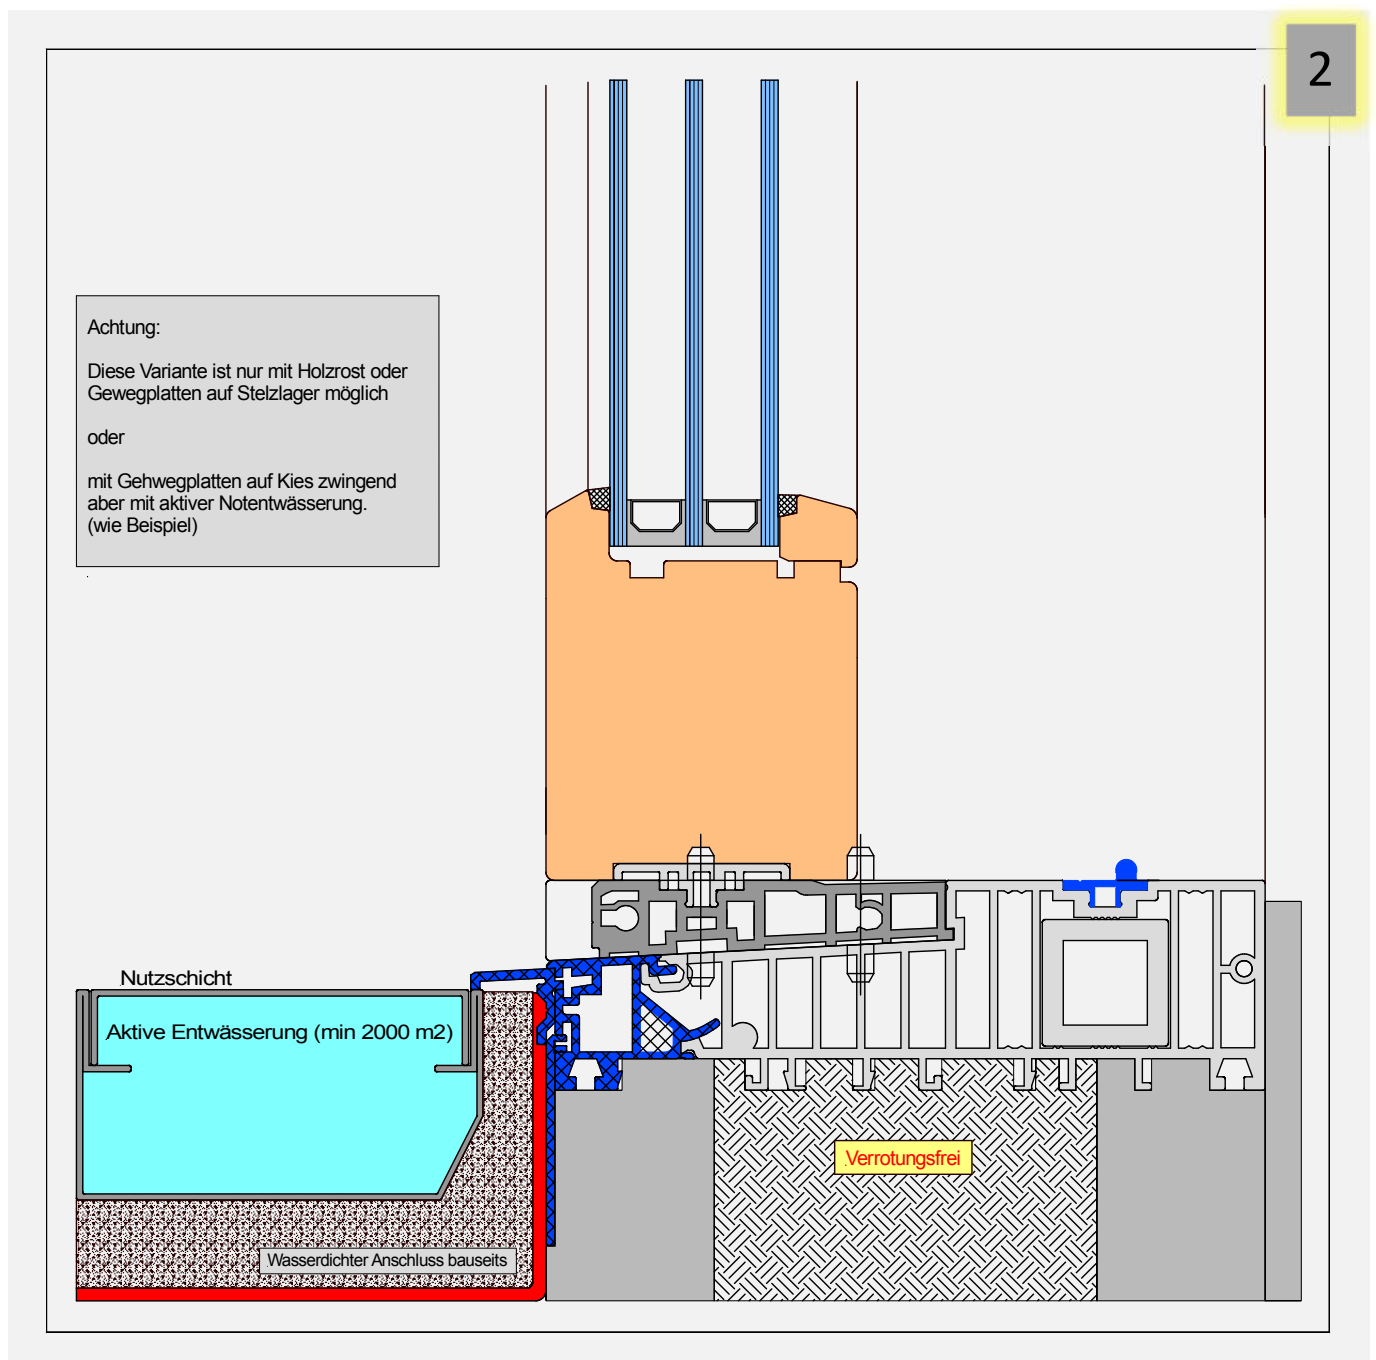 2
Achtung:
Diese Variante ist nur mit Holzrost oder
Gewegplatten auf Stelzlager möglich
oder
mit Gehwegplatten auf Kies zwingend
aber mit aktiver Notentwässerung.
(wie Beispiel)
.
Nutzschicht
Aktive Entwässerung (min 2000 m2)
.Verrotungsfrei
Wasserdichter Anschluss bauseits